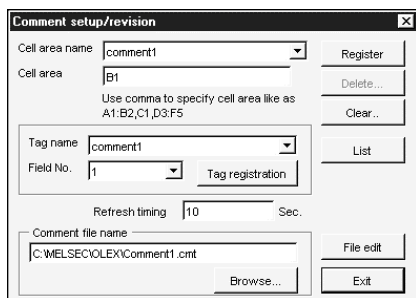 Comment setup/revision
Cell area name comment1 Register
Cell area B1 Delete...
Use comma to specify cell area like as
A1:B2,C1,D3:F5
Clear..
Tag name comment1 List
Field No. 1 Tag registration
Refresh timing 10 Sec.
Comment file name
C:\MELSEC\OLEX\Comment1.cmt File edit
Browse... Exit